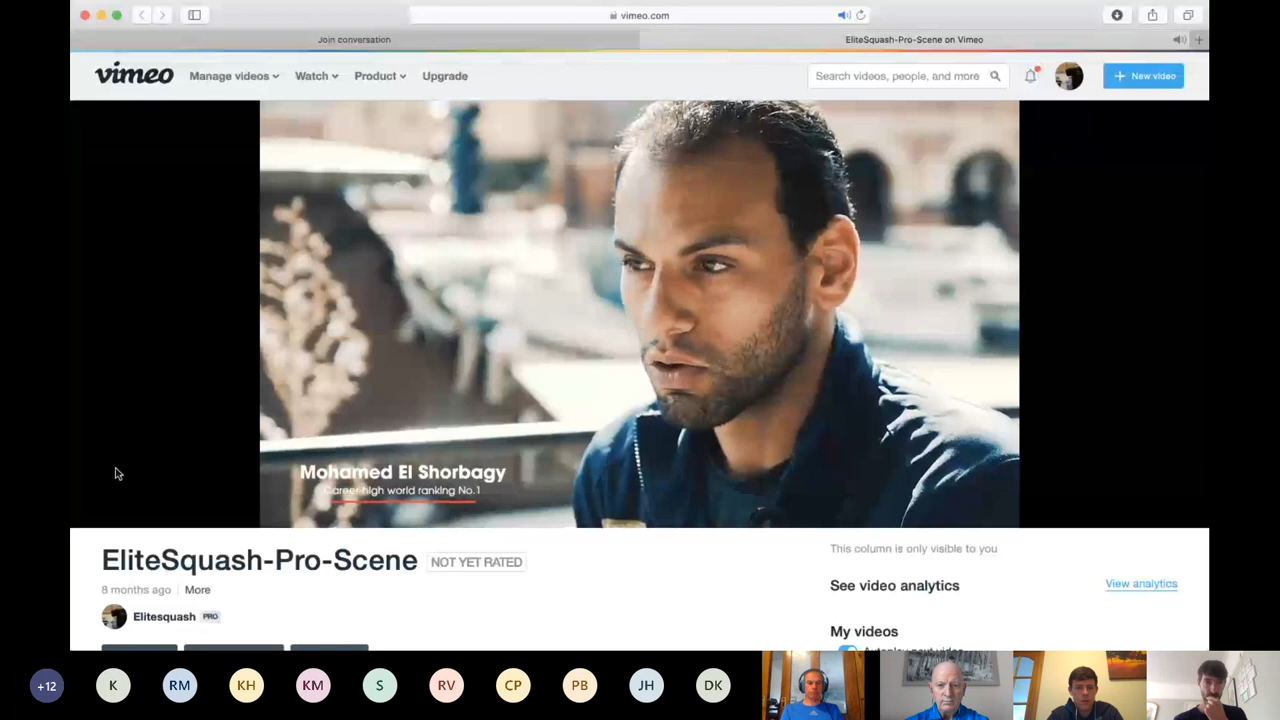 vimeo.com
Join conversation
EliteSquash-Pro-Scene on Vimeo
vimeo
Manage videos
Watch
Product
Upgrade
Search videos, people, and more
New video
Mohamed El Shorbagy
Career-high world ranking No.1
EliteSquash-Pro-Scene
NOT YET RATED
8 months ago
More
Elitesquash
PRO
This column is only visible to you
See video analytics
View analytics
My videos
Autoplay next video
+12
K
RM
KH
KM
S
RV
CP
PB
JH
DK